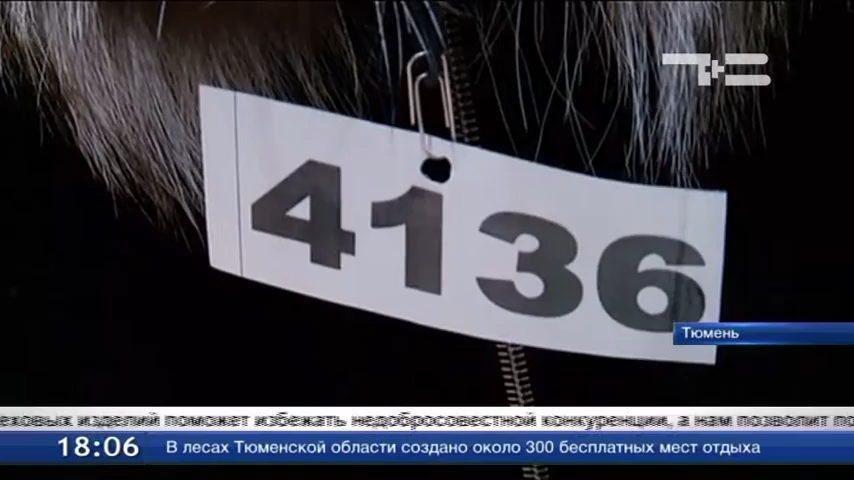 4136
Тюмень
изделий поможет избежать недобросовестной конкуренции, а нам позволит
18:06 В лесах Тюменской области создано около 300 бесплатных мест отдыха